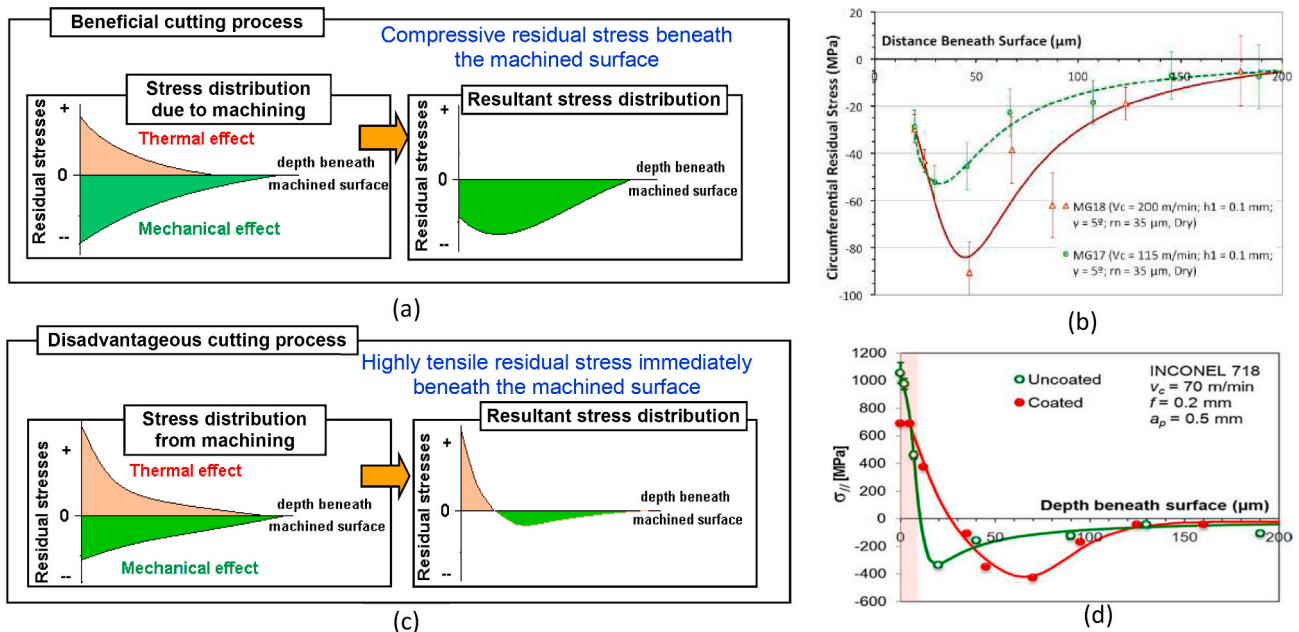 Beneficial cutting process
Compressive residual stress beneath
the machined surface
Stress distribution
due to machining
Residual stresses
+
0
--
Thermal effect
depth beneath
machined surface
Mechanical effect
Resultant stress distribution
Residual stresses
+
0
--
depth beneath
machined surface
(a)
Circumferential Residual Stress (MPa)
20
0
-20
-40
-60
-80
-100
Distance Beneath Surface (µm)
0
50
100
150
200
MG18 (Vc = 200 m/min; h1 = 0.1 mm;
γ = 5º; rn = 35 µm, Dry)
MG17 (Vc = 115 m/min; h1 = 0.1 mm;
γ = 5º; rn = 35 µm, Dry)
(b)
Disadvantageous cutting process
Highly tensile residual stress immediately
beneath the machined surface
Stress distribution
from machining
Residual stresses
+
0
--
Thermal effect
depth beneath
machined surface
Mechanical effect
Resultant stress distribution
Residual stresses
+
0
--
depth beneath
machined surface
(c)
σ// [MPa]
1200
1000
800
600
400
200
0
-200
-400
-600
Uncoated
Coated
INCONEL 718
vc = 70 m/min
f = 0.2 mm
ap = 0.5 mm
Depth beneath surface (µm)
0
50
100
150
200
(d)